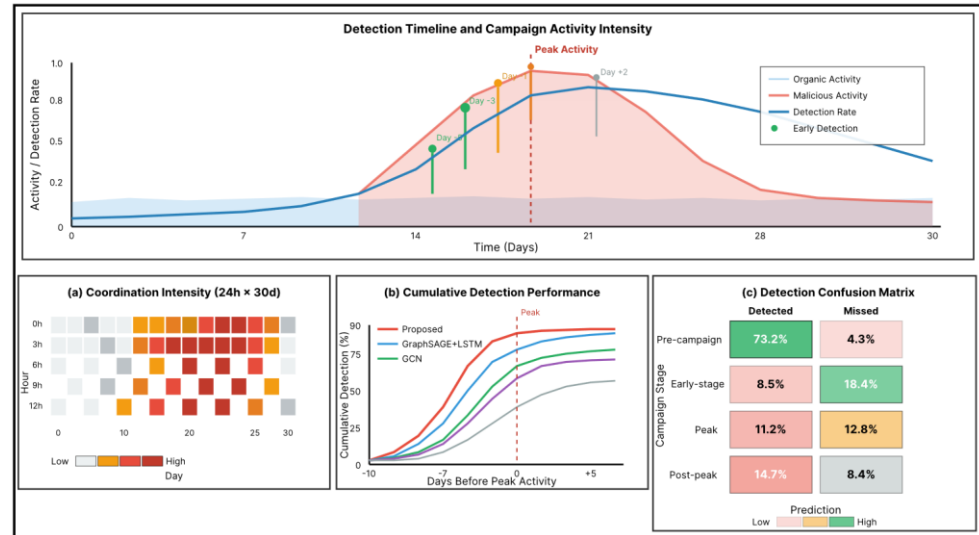 Detection Timeline and Campaign Activity Intensity
Peak Activity
Activity / Detection Rate
1.0
0.8
0.5
0.2
0
Day -3
Day +2
Organic Activity
Malicious Activity
Detection Rate
Early Detection
0 7 14 21 28 30
Time (Days)
(a) Coordination Intensity (24h × 30d)
Hour
0h
3h
6h
9h
12h
0 10 20 25 30
Low High
Day
(b) Cumulative Detection Performance
Peak
Cumulative Detection (%)
90
75
50
25
0
Proposed
GraphSAGE+LSTM
GCN
-10 -7 0 +5
Days Before Peak Activity
(c) Detection Confusion Matrix
Detected Missed
Campaign Stage
Pre-campaign 73.2% 4.3%
Early-stage 8.5% 18.4%
Peak 11.2% 12.8%
Post-peak 14.7% 8.4%
Prediction
Low High